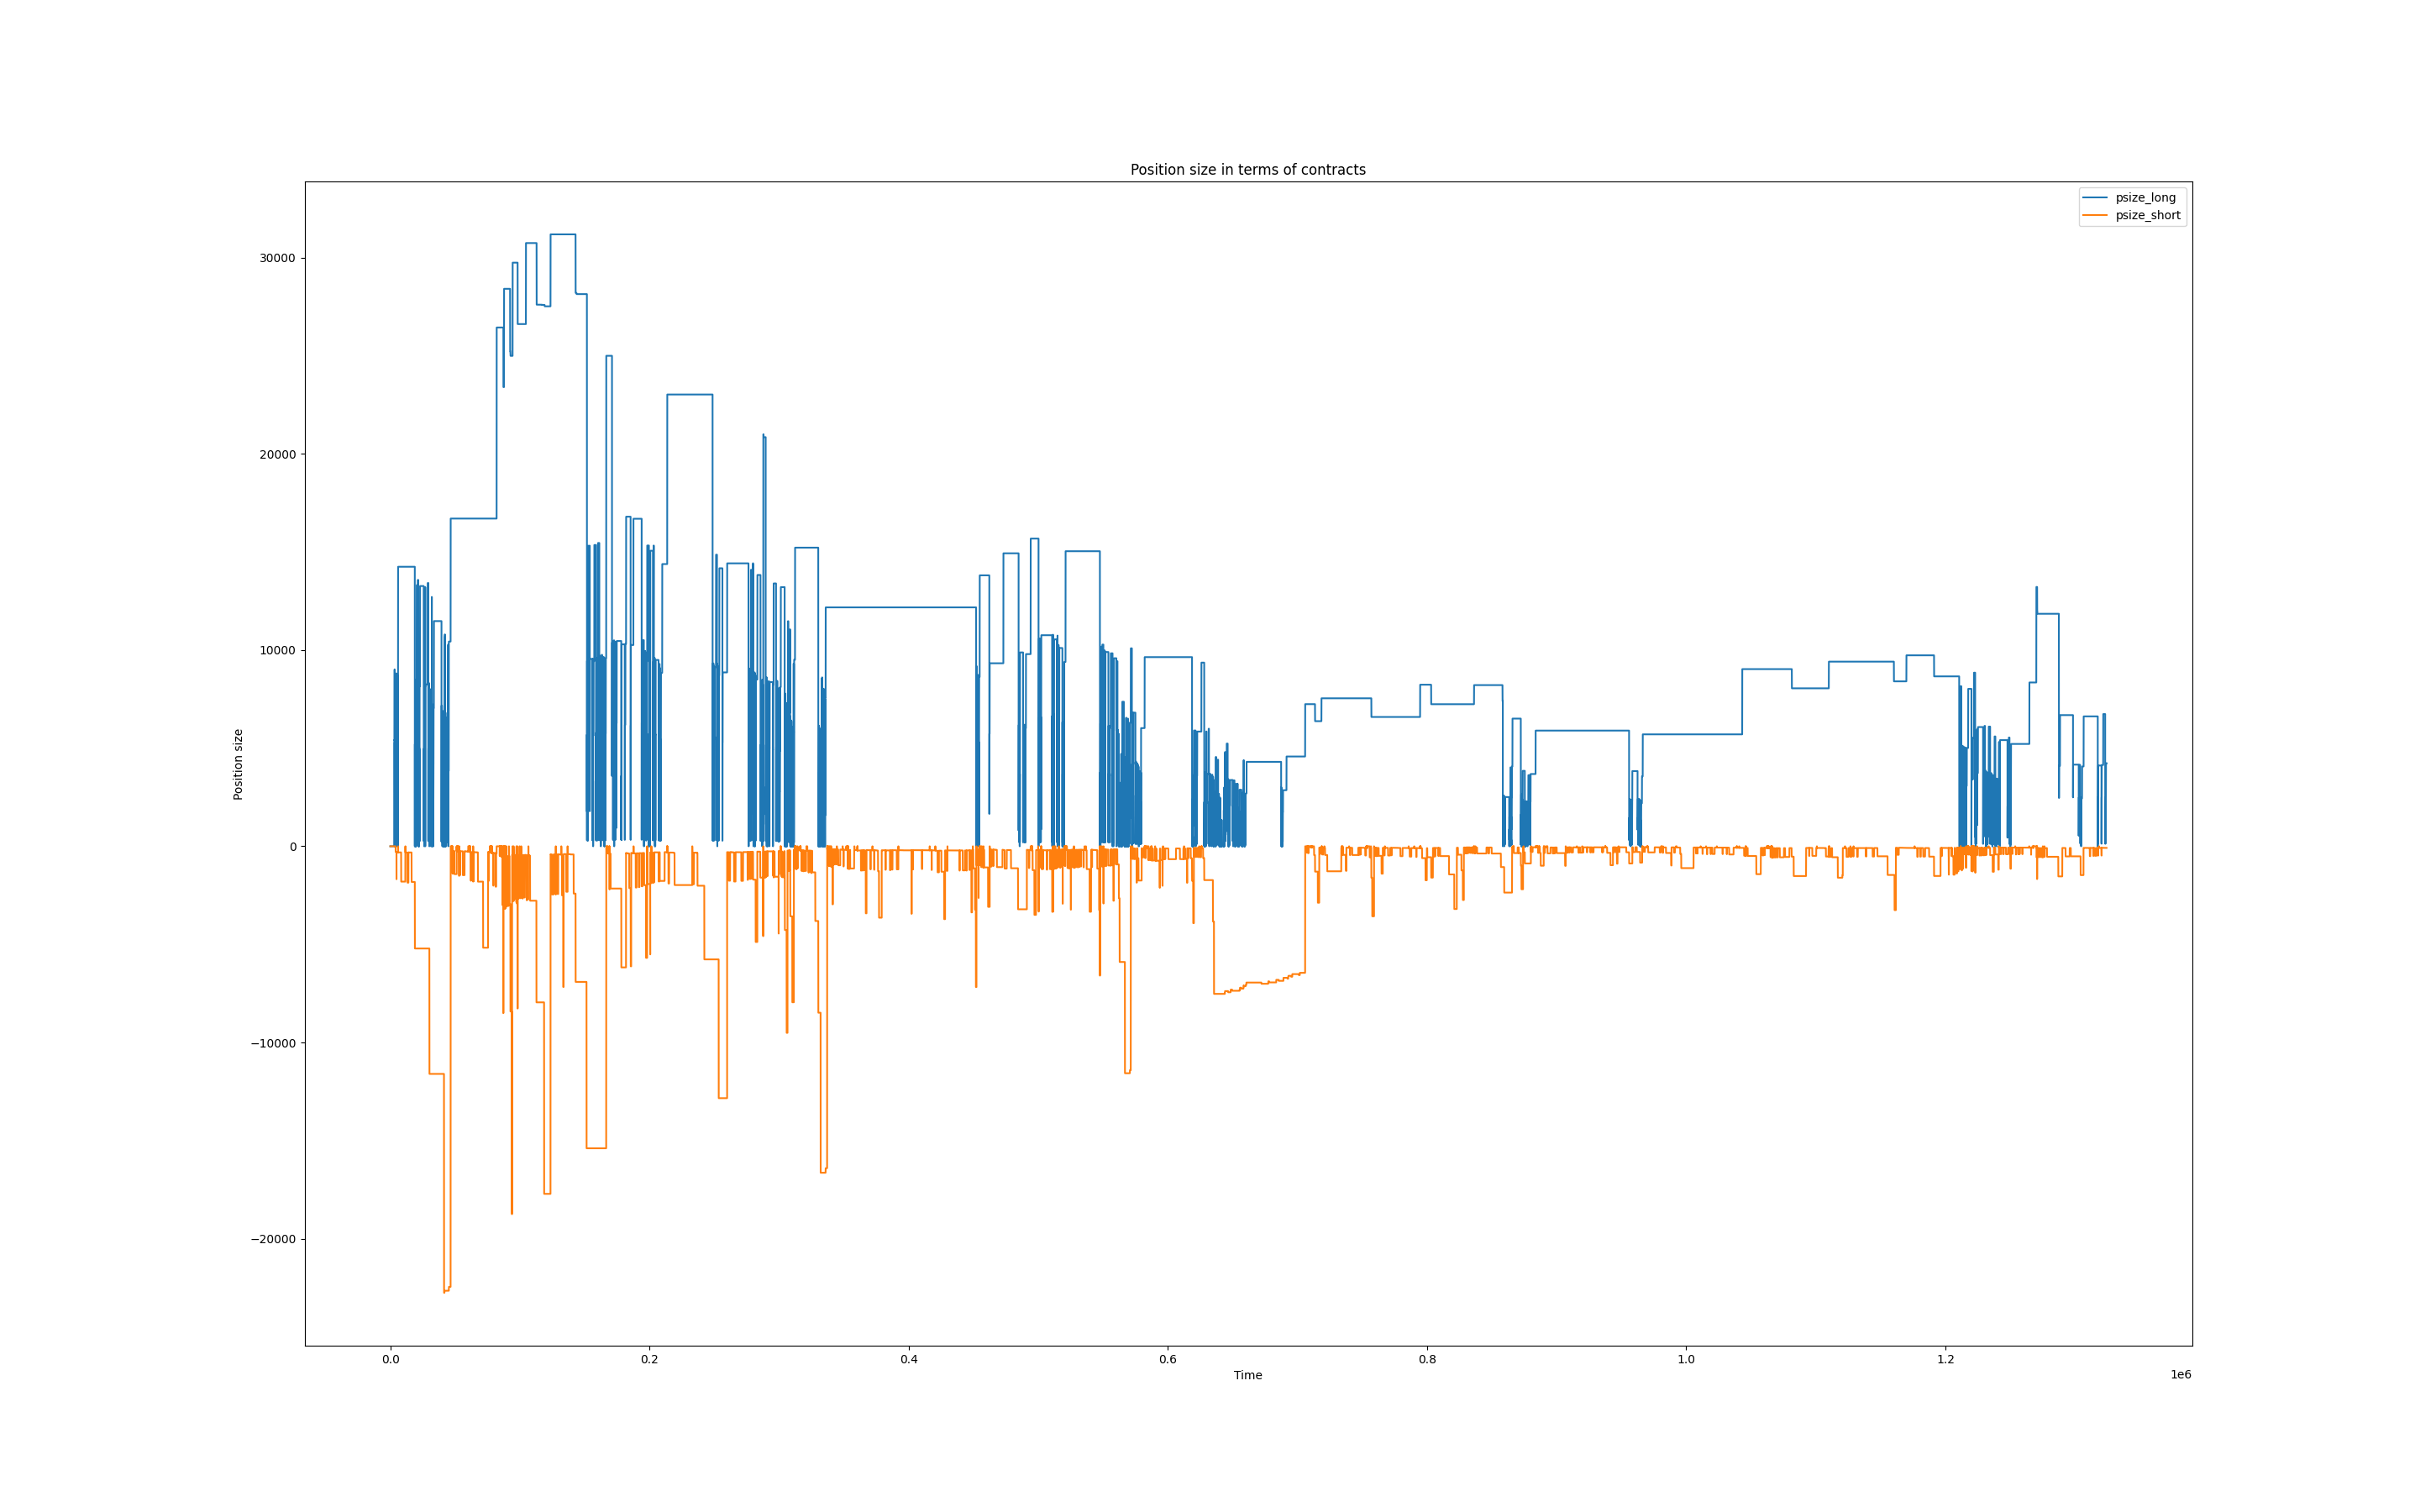 Position size in terms of contracts
psize_long
psize_short
30000
20000
10000
0
−10000
−20000
Position size
0.0 0.2 0.4 0.6 0.8 1.0 1.2
Time
1e6